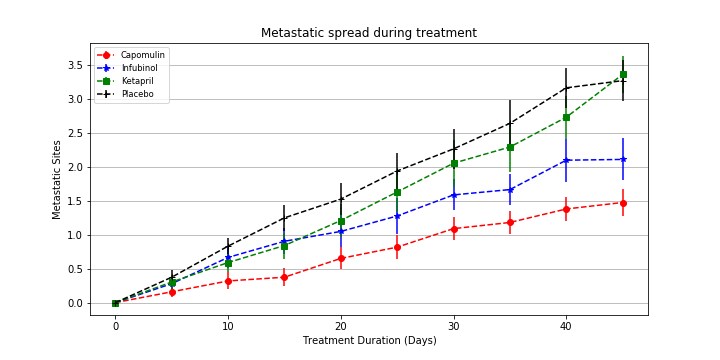 Metastatic spread during treatment
Capomulin
Infubinol
Ketapril
Placebo
3.5
3.0
2.5
2.0
1.5
1.0
0.5
0.0
Metastatic Sites
0 10 20 30 40
Treatment Duration (Days)